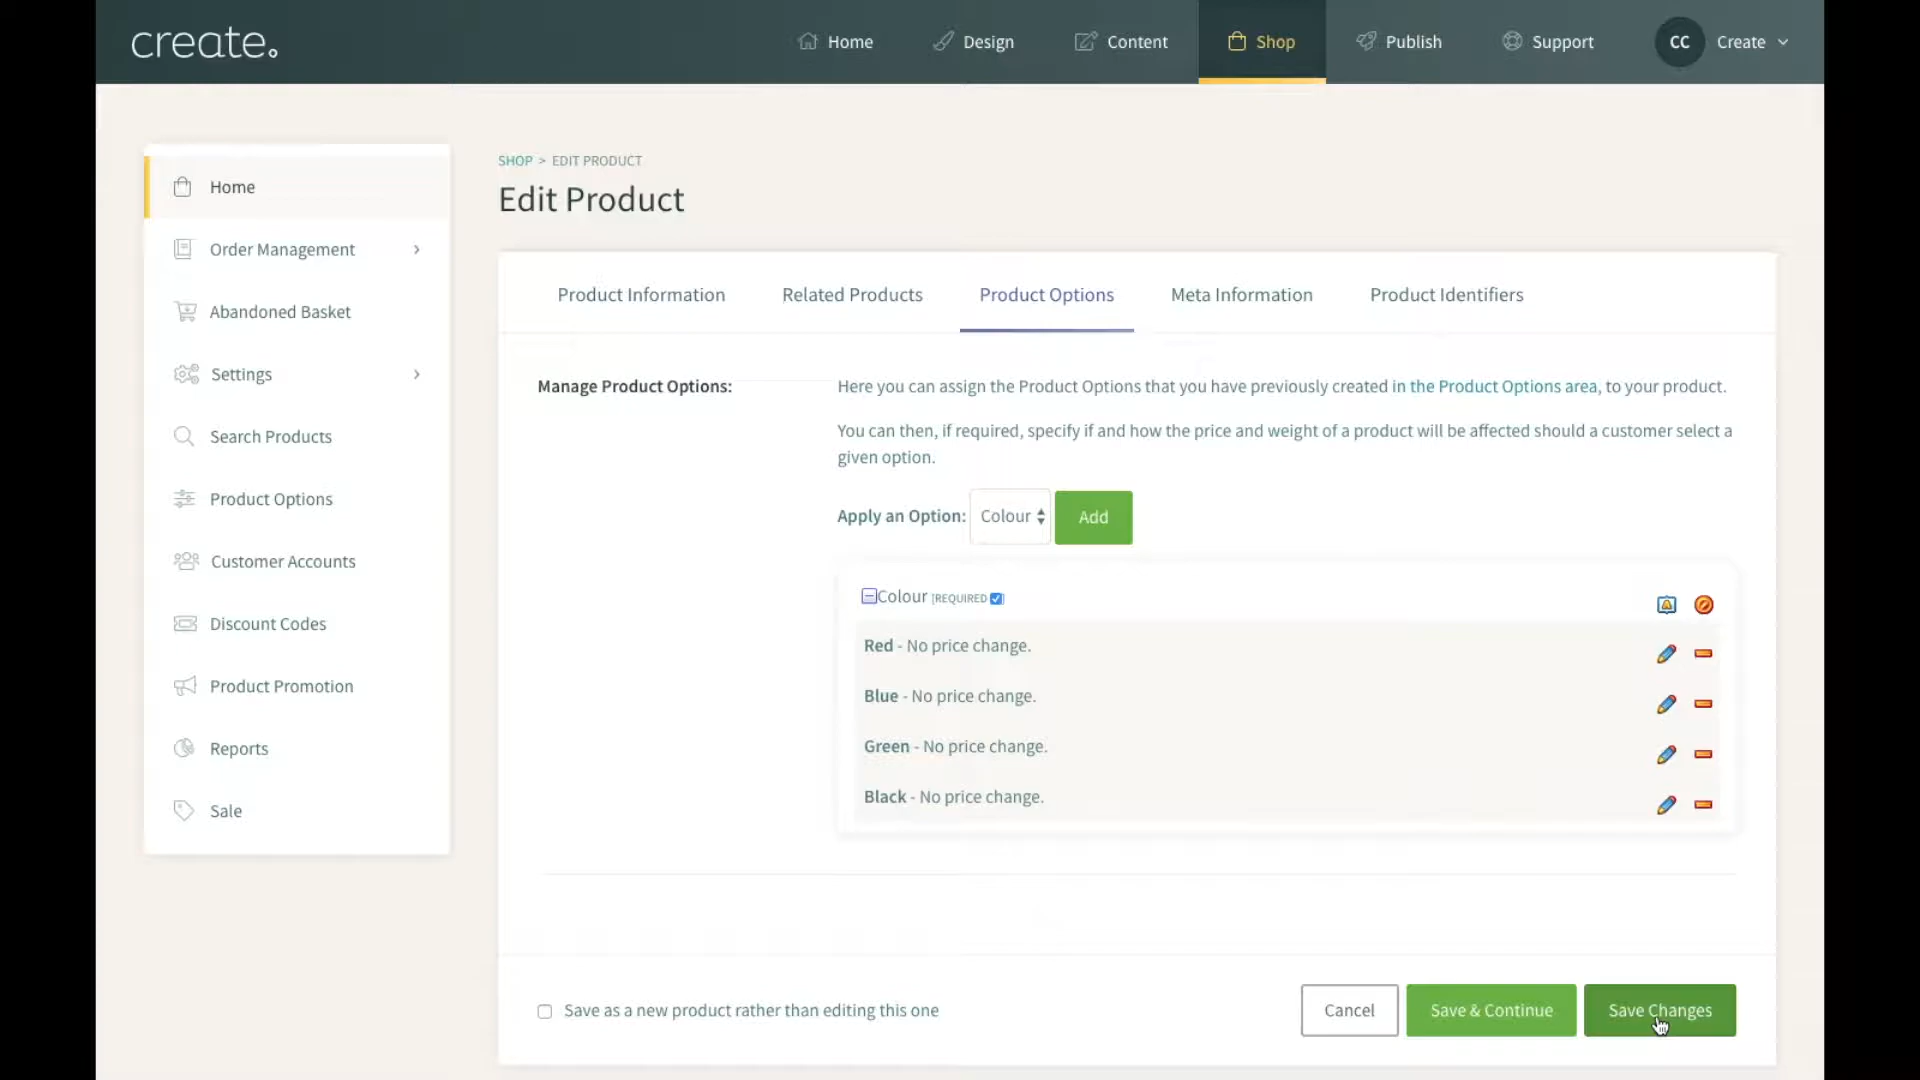 create.
Home
Design
Content
Shop
Publish
Support
CC
Create
Home
Order Management
Abandoned Basket
Settings
Search Products
Product Options
Customer Accounts
Discount Codes
Product Promotion
Reports
Sale
SHOP > EDIT PRODUCT
Edit Product
Product Information
Related Products
Product Options
Meta Information
Product Identifiers
Manage Product Options:
Here you can assign the Product Options that you have previously created in the Product Options area, to your product.
You can then, if required, specify if and how the price and weight of a product will be affected should a customer select a
given option.
Apply an Option: Colour Add
Colour [REQUIRED]
Red - No price change.
Blue - No price change.
Green - No price change.
Black - No price change.
Save as a new product rather than editing this one
Cancel
Save & Continue
Save Changes